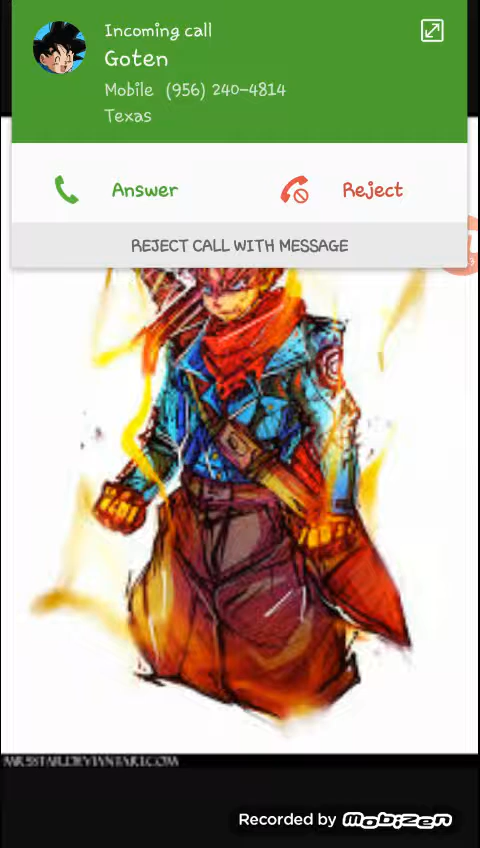 Incoming call
Goten
Mobile (956) 240-4814
Texas
Answer
Reject
REJECT CALL WITH MESSAGE
Recorded by Mobizen